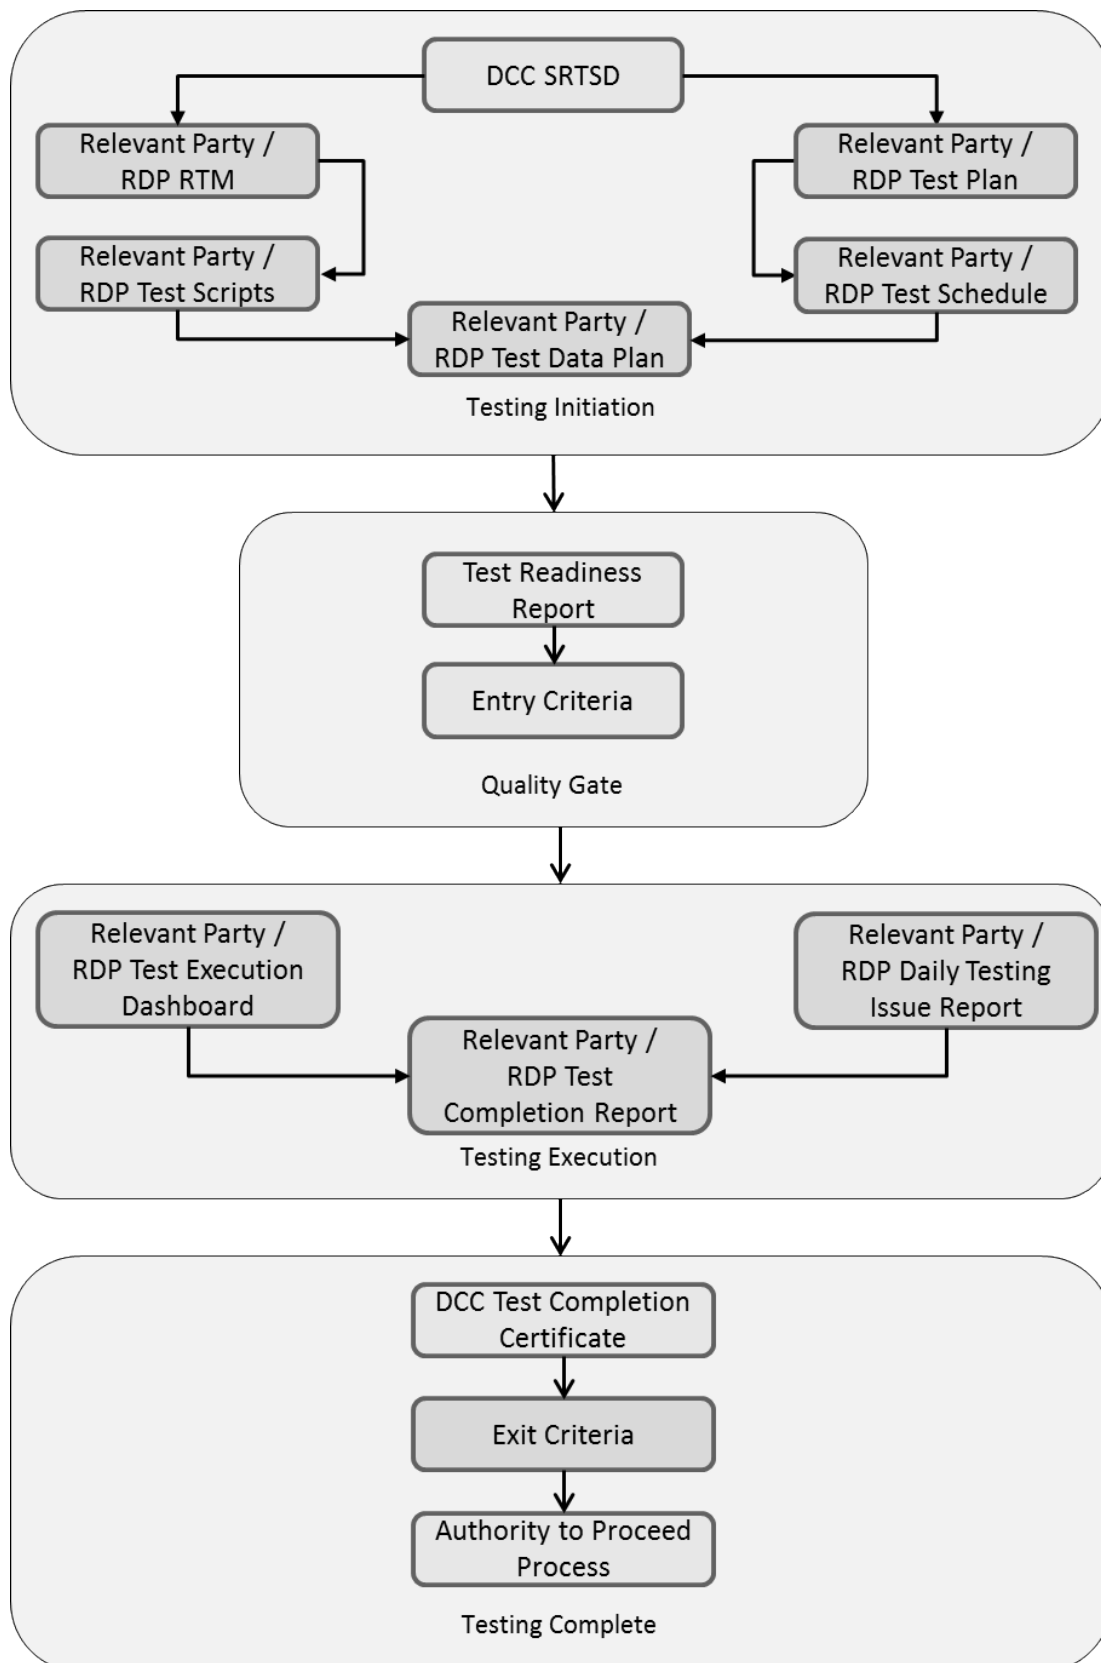 DCC SRTSD
Relevant Party /
RDP RTM
Relevant Party /
RDP Test Plan
Relevant Party /
RDP Test Scripts
Relevant Party /
RDP Test Schedule
Relevant Party /
RDP Test Data Plan
Testing Initiation
Test Readiness
Report
Entry Criteria
Quality Gate
Relevant Party /
RDP Test Execution
Dashboard
Relevant Party /
RDP Daily Testing
Issue Report
Relevant Party /
RDP Test
Completion Report
Testing Execution
DCC Test Completion
Certificate
Exit Criteria
Authority to Proceed
Process
Testing Complete